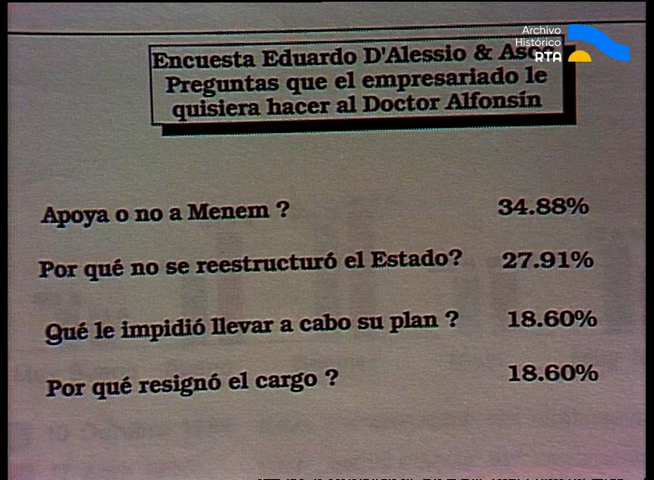 Archivo
Histórico
RTA
Encuesta Eduardo D'Alessio &
Preguntas que el empresariado le
quisiera hacer al Doctor Alfonsín
Apoya o no a Menem ? 34.88%
Por qué no se reestructuró el Estado? 27.91%
Qué le impidió llevar a cabo su plan ? 18.60%
Por qué resignó el cargo ? 18.60%